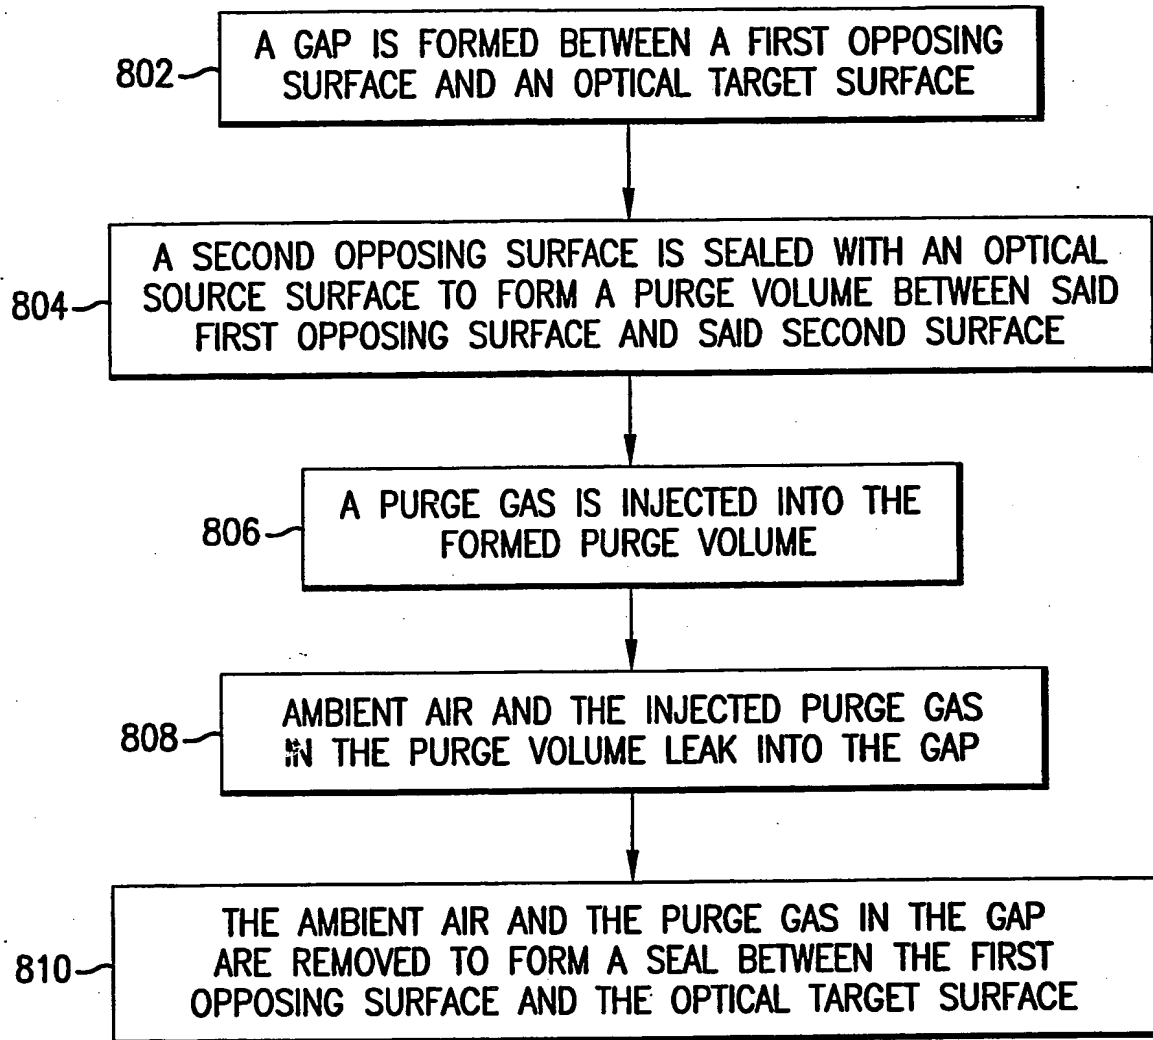 802
A GAP IS FORMED BETWEEN A FIRST OPPOSING
SURFACE AND AN OPTICAL TARGET SURFACE
804
A SECOND OPPOSING SURFACE IS SEALED WITH AN OPTICAL
SOURCE SURFACE TO FORM A PURGE VOLUME BETWEEN SAID
FIRST OPPOSING SURFACE AND SAID SECOND SURFACE
806
A PURGE GAS IS INJECTED INTO THE
FORMED PURGE VOLUME
808
AMBIENT AIR AND THE INJECTED PURGE GAS
IN THE PURGE VOLUME LEAK INTO THE GAP
810
THE AMBIENT AIR AND THE PURGE GAS IN THE GAP
ARE REMOVED TO FORM A SEAL BETWEEN THE FIRST
OPPOSING SURFACE AND THE OPTICAL TARGET SURFACE